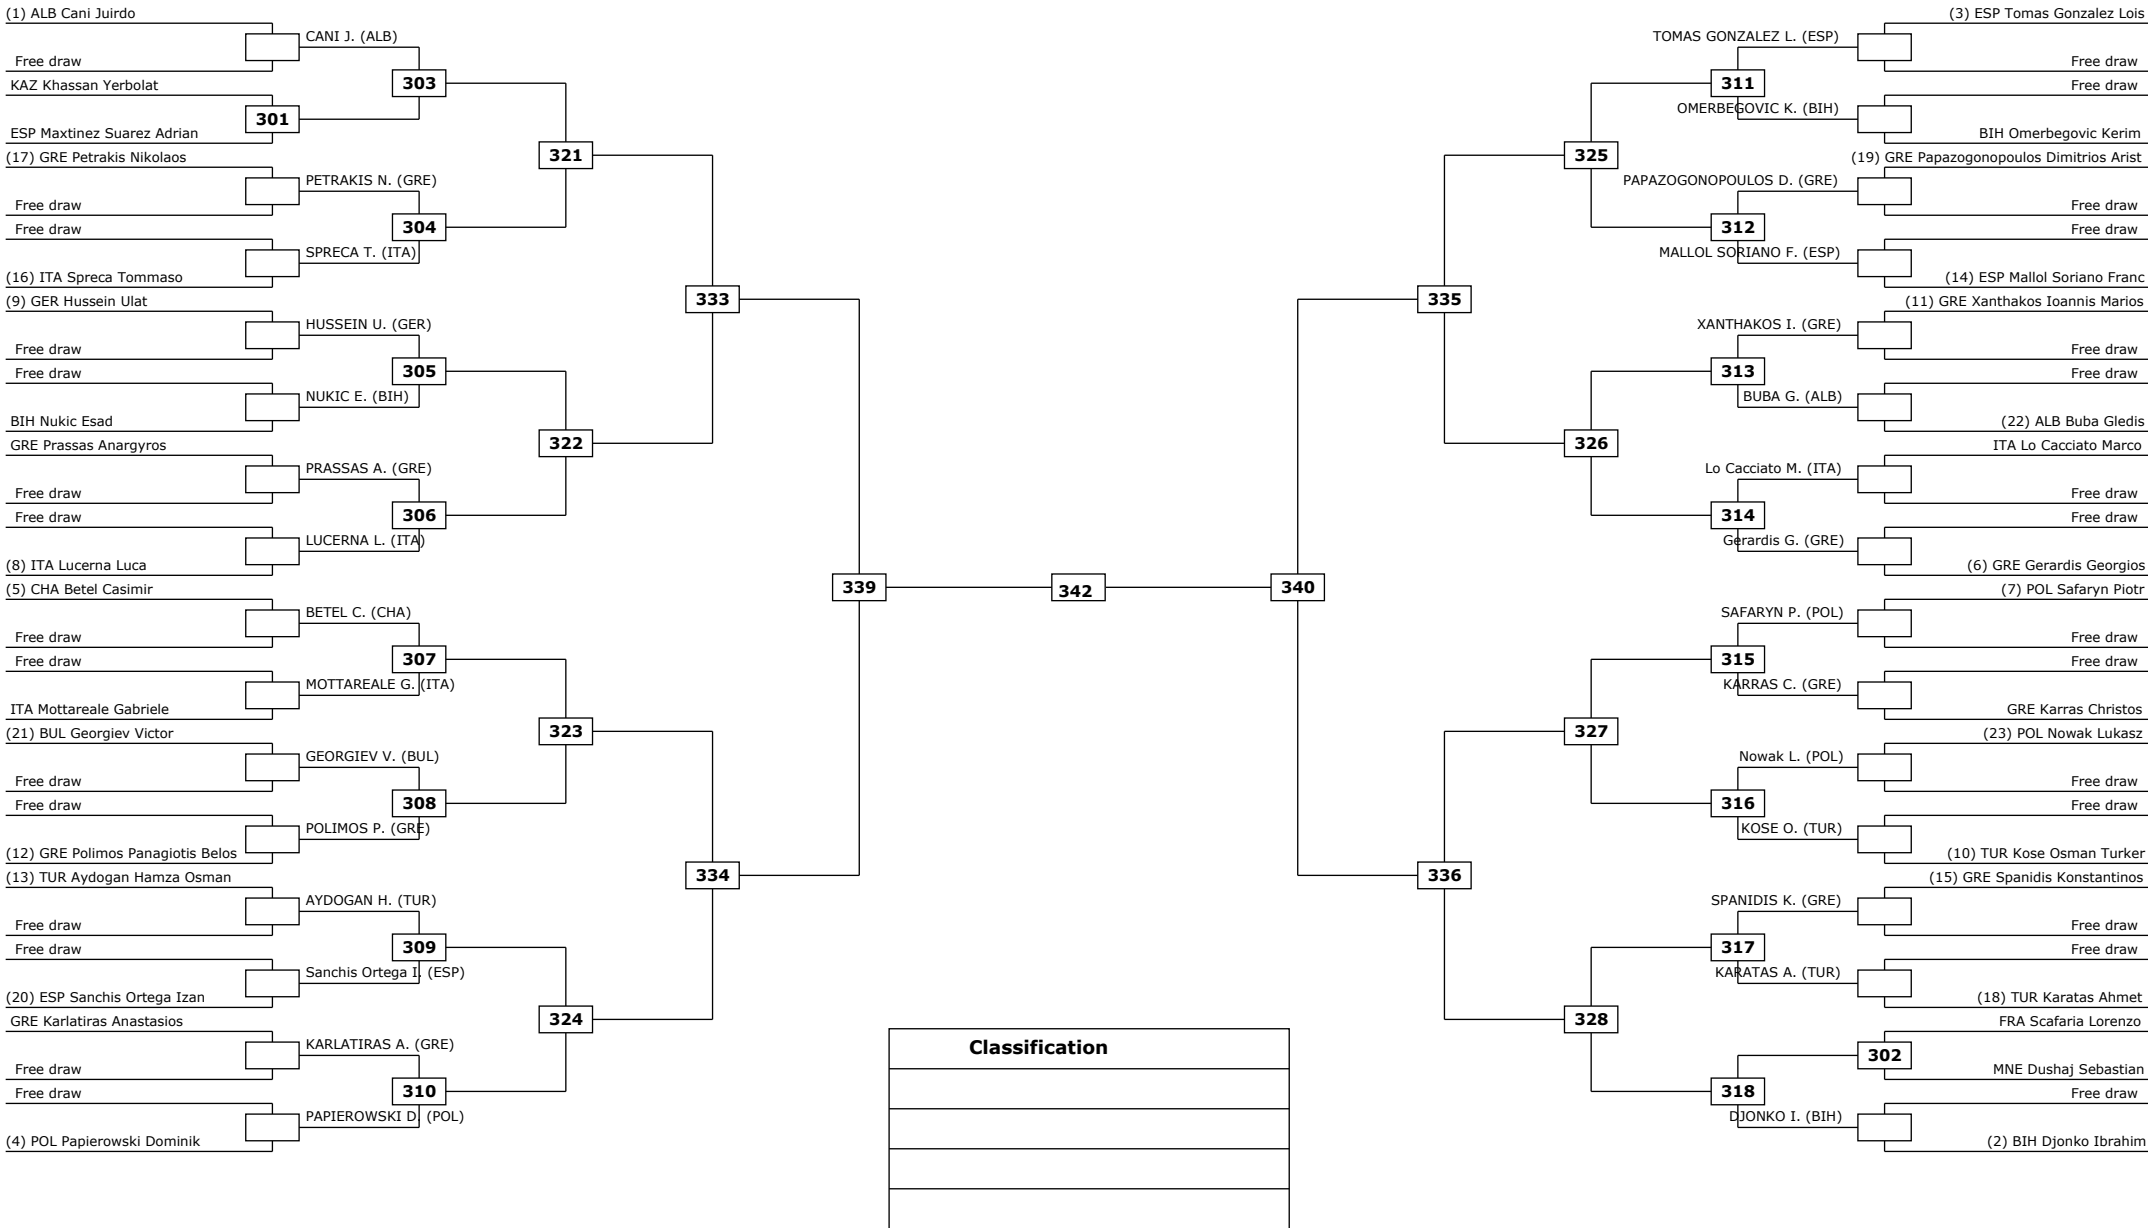 (1) ALB Cani Juirdo
CANI J. (ALB)
Free draw
303
KAZ Khassan Yerbolat
301
ESP Maxtinez Suarez Adrian
321
(17) GRE Petrakis Nikolaos
PETRAKIS N. (GRE)
Free draw
304
Free draw
SPRECA T. (ITA)
(16) ITA Spreca Tommaso
333
(9) GER Hussein Ulat
HUSSEIN U. (GER)
Free draw
305
Free draw
NUKIC E. (BIH)
BIH Nukic Esad
322
GRE Prassas Anargyros
PRASSAS A. (GRE)
Free draw
306
Free draw
LUCERNA L. (ITA)
(8) ITA Lucerna Luca
339
(5) CHA Betel Casimir
BETEL C. (CHA)
Free draw
307
Free draw
MOTTAREALE G. (ITA)
ITA Mottareale Gabriele
323
(21) BUL Georgiev Victor
GEORGIEV V. (BUL)
Free draw
308
Free draw
POLIMOS P. (GRE)
(12) GRE Polimos Panagiotis Belos
334
(13) TUR Aydogan Hamza Osman
AYDOGAN H. (TUR)
Free draw
309
Free draw
Sanchis Ortega I. (ESP)
(20) ESP Sanchis Ortega Izan
324
GRE Karlatiras Anastasios
KARLATIRAS A. (GRE)
Free draw
310
Free draw
PAPIEROWSKI D. (POL)
(4) POL Papierowski Dominik
342
(3) ESP Tomas Gonzalez Lois
TOMAS GONZALEZ L. (ESP)
Free draw
311
Free draw
OMERBEGOVIC K. (BIH)
BIH Omerbegovic Kerim
325
(19) GRE Papazogonopoulos Dimitrios Arist
PAPAZOGONOPOULOS D. (GRE)
Free draw
312
Free draw
MALLOL SORIANO F. (ESP)
(14) ESP Mallol Soriano Franc
335
(11) GRE Xanthakos Ioannis Marios
XANTHAKOS I. (GRE)
Free draw
313
Free draw
BUBA G. (ALB)
(22) ALB Buba Gledis
326
ITA Lo Cacciato Marco
Lo Cacciato M. (ITA)
Free draw
314
Free draw
Gerardis G. (GRE)
(6) GRE Gerardis Georgios
340
(7) POL Safaryn Piotr
SAFARYN P. (POL)
Free draw
315
Free draw
KARRAS C. (GRE)
GRE Karras Christos
327
(23) POL Nowak Lukasz
Nowak L. (POL)
Free draw
316
Free draw
KOSE O. (TUR)
(10) TUR Kose Osman Turker
336
(15) GRE Spanidis Konstantinos
SPANIDIS K. (GRE)
Free draw
317
Free draw
KARATAS A. (TUR)
(18) TUR Karatas Ahmet
328
FRA Scafaria Lorenzo
302
MNE Dushaj Sebastian
318
Free draw
DJONKO I. (BIH)
(2) BIH Djonko Ibrahim
Classification